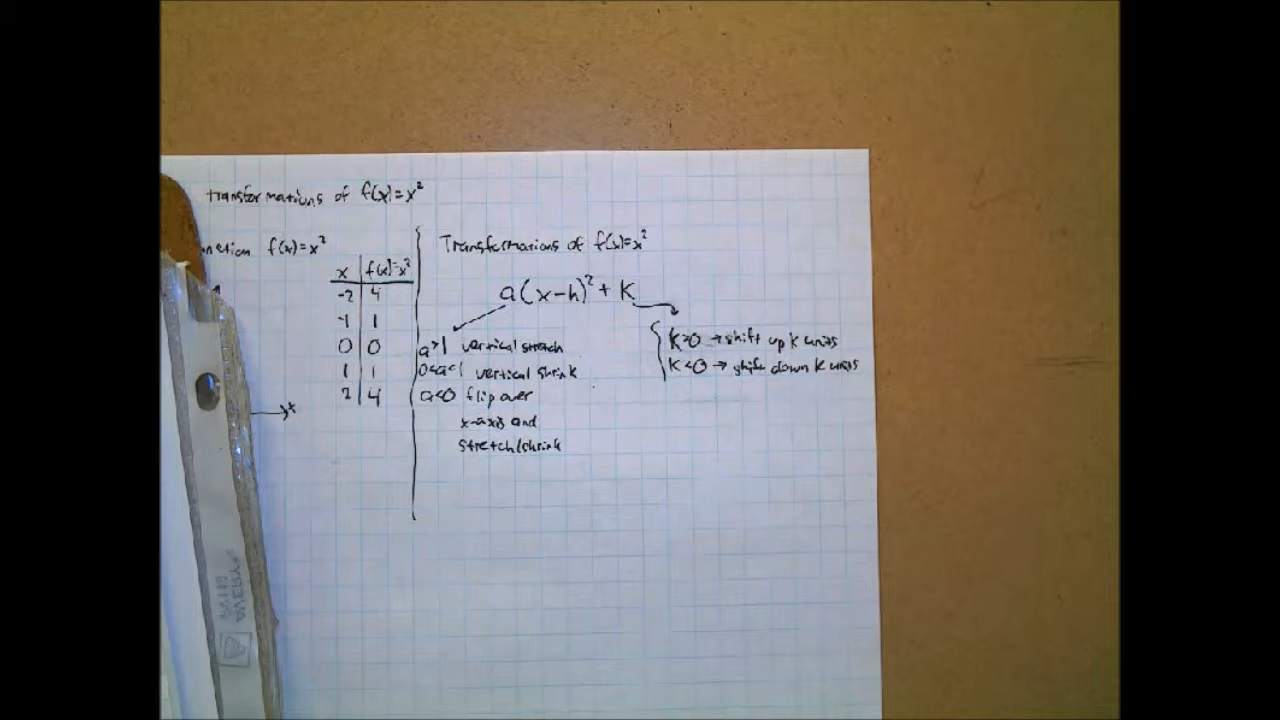 transformations of f(x)=x²
nction f(x)=x²
x f(x)=x²
-2 4
-1 1
0 0
1 1
2 4
x
Transformations of f(x)=x²
a(x-h)²+k
a>1 vertical stretch
0<a<1 vertical shrink
a<0 flip over
x-axis and
stretch/shrink
k>0 → shift up k units
k<0 → shift down k units